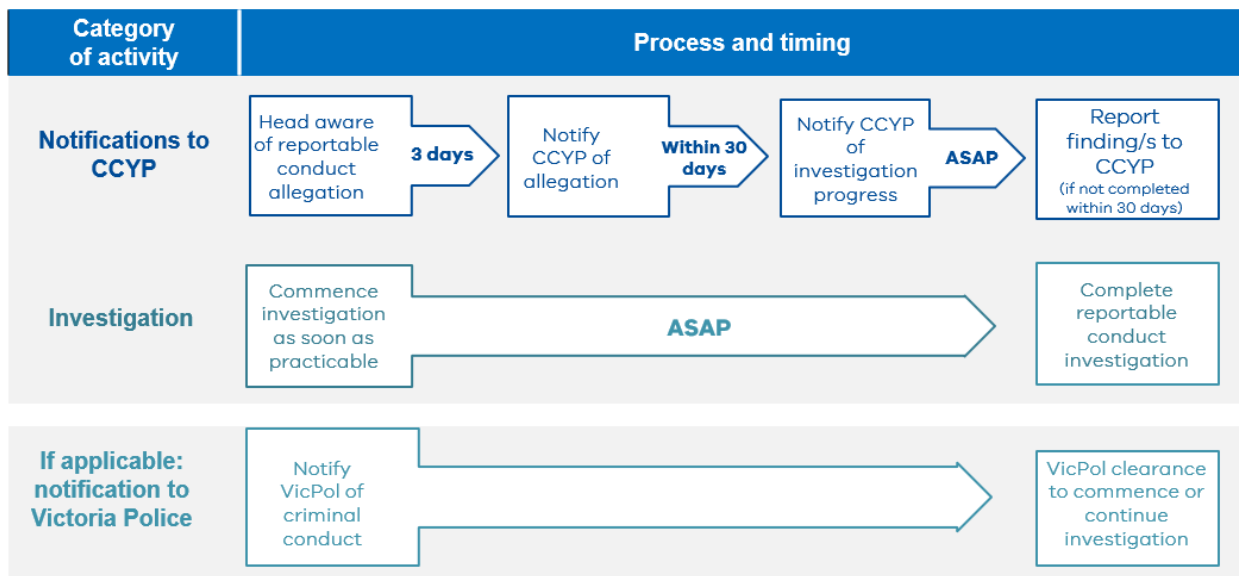 Category
of activity
Process and timing
Notifications to
CCYP
Head aware
of reportable
conduct
allegation
3 days
Notify
CCYP of
allegation
Within 30
days
Notify CCYP
of
investigation
progress
ASAP
Report
finding/s to
CCYP
(if not completed
within 30 days)
Investigation
Commence
investigation
as soon as
practicable
ASAP
Complete
reportable
conduct
investigation
If applicable:
notification to
Victoria Police
Notify
VicPol of
criminal
conduct
VicPol clearance
to commence or
continue
investigation